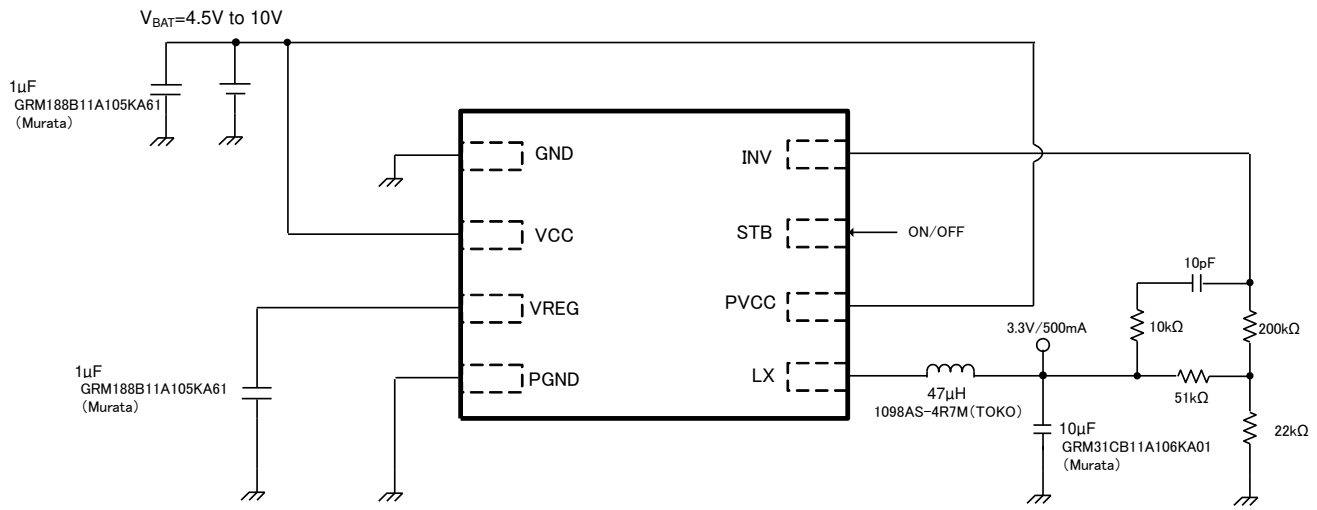 V_BAT=4.5V to 10V
1μF
GRM188B11A105KA61
(Murata)
GND
VCC
VREG
PGND
INV
STB
PVCC
LX
ON/OFF
1μF
GRM188B11A105KA61
(Murata)
10pF
10kΩ
200kΩ
3.3V/500mA
51kΩ
22kΩ
47μH
1098AS-4R7M(TOKO)
10μF
GRM31CB11A106KA01
(Murata)